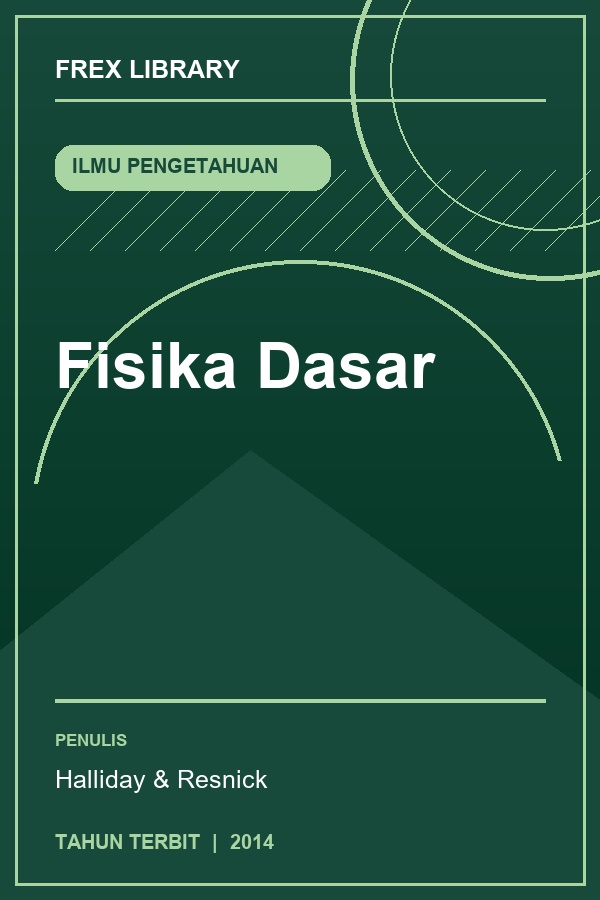 FREX LIBRARY
ILMU PENGETAHUAN
Fisika Dasar
PENULIS
Halliday & Resnick
TAHUN TERBIT | 2014